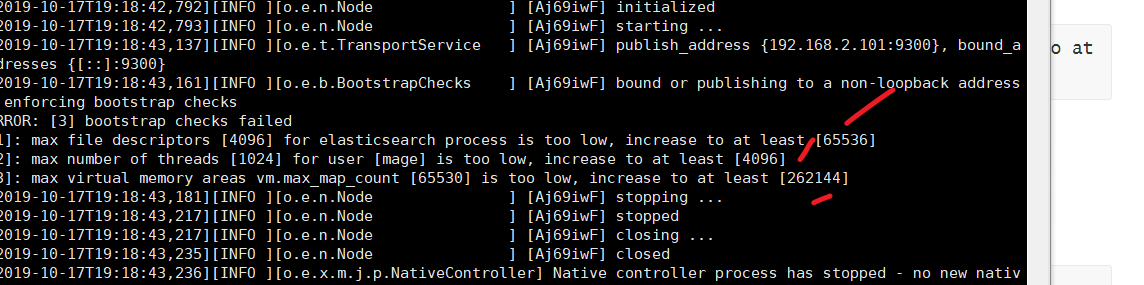 2019-10-17T19:18:42,792][INFO ][o.e.n.Node               ] [Aj69iwF] initialized
2019-10-17T19:18:42,793][INFO ][o.e.n.Node               ] [Aj69iwF] starting ...
2019-10-17T19:18:43,137][INFO ][o.e.t.TransportService   ] [Aj69iwF] publish_address {192.168.2.101:9300}, bound_a
dresses {[::]:9300}
2019-10-17T19:18:43,161][INFO ][o.e.b.BootstrapChecks    ] [Aj69iwF] bound or publishing to a non-loopback address
enforcing bootstrap checks
RROR: [3] bootstrap checks failed
1]: max file descriptors [4096] for elasticsearch process is too low, increase to at least [65536]
2]: max number of threads [1024] for user [mage] is too low, increase to at least [4096]
3]: max virtual memory areas vm.max_map_count [65530] is too low, increase to at least [262144]
2019-10-17T19:18:43,181][INFO ][o.e.n.Node               ] [Aj69iwF] stopping ...
2019-10-17T19:18:43,217][INFO ][o.e.n.Node               ] [Aj69iwF] stopped
2019-10-17T19:18:43,217][INFO ][o.e.n.Node               ] [Aj69iwF] closing ...
2019-10-17T19:18:43,235][INFO ][o.e.n.Node               ] [Aj69iwF] closed
2019-10-17T19:18:43,236][INFO ][o.e.x.m.j.p.NativeController] Native controller process has stopped - no new nativ
o at